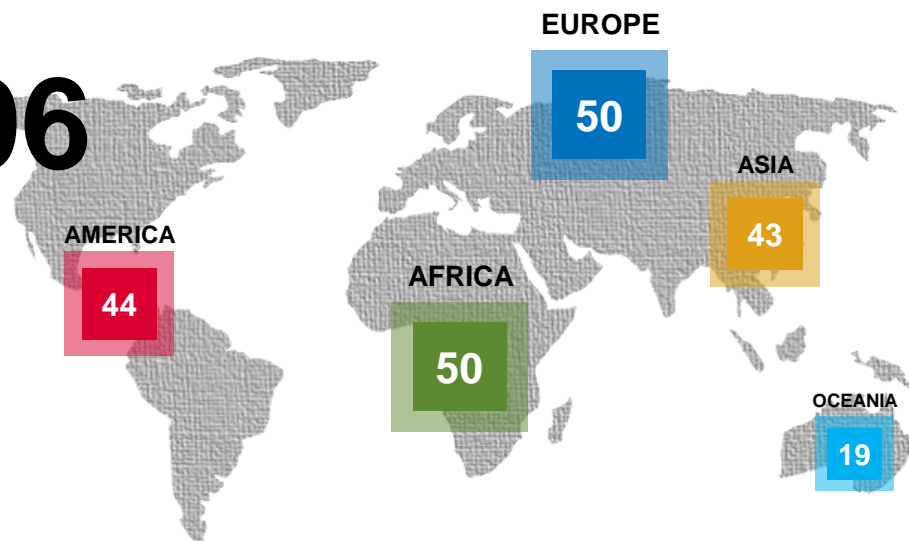 EUROPE
50
06
ASIA
43
AMERICA
44
AFRICA
50
OCEANIA
19